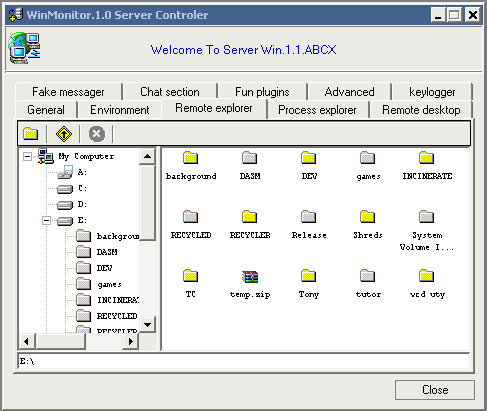 WinMonitor.1.0 Server Controler
Welcome To Server Win.1.1.ABCX
Fake messager Chat section Fun plugins Advanced keylogger
General Environment Remote explorer Process explorer Remote desktop
My Computer
A:
C:
D:
E:
backgroun
DASM
DEV
games
INCINERA
RECYCLED
RECYCLER
background DASM DEV games INCINERATE
RECYCLED RECYCLER Release Shreds System
Volume I...
TC temp.zip Tony tutor vcd uty
E:\
Close